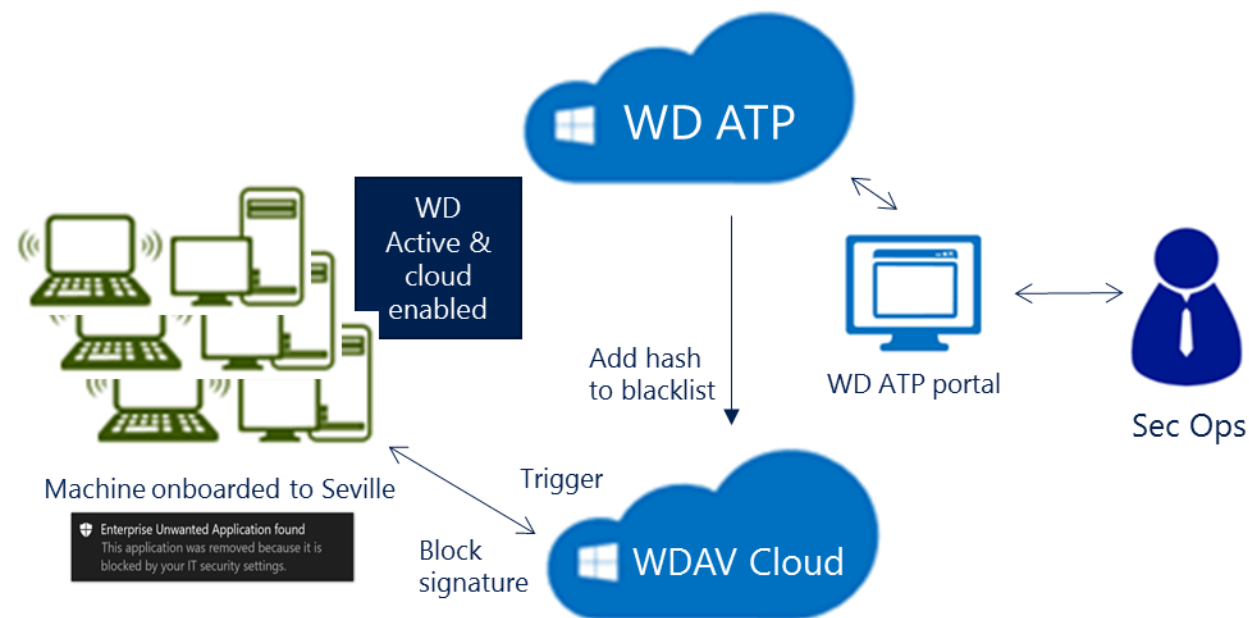 WD ATP
WD
Active &
cloud
enabled
Add hash
to blacklist
WD ATP portal
Sec Ops
Machine onboarded to Seville
Enterprise Unwanted Application found
This application was removed because it is
blocked by your IT security settings.
Trigger
Block
signature
WDAV Cloud